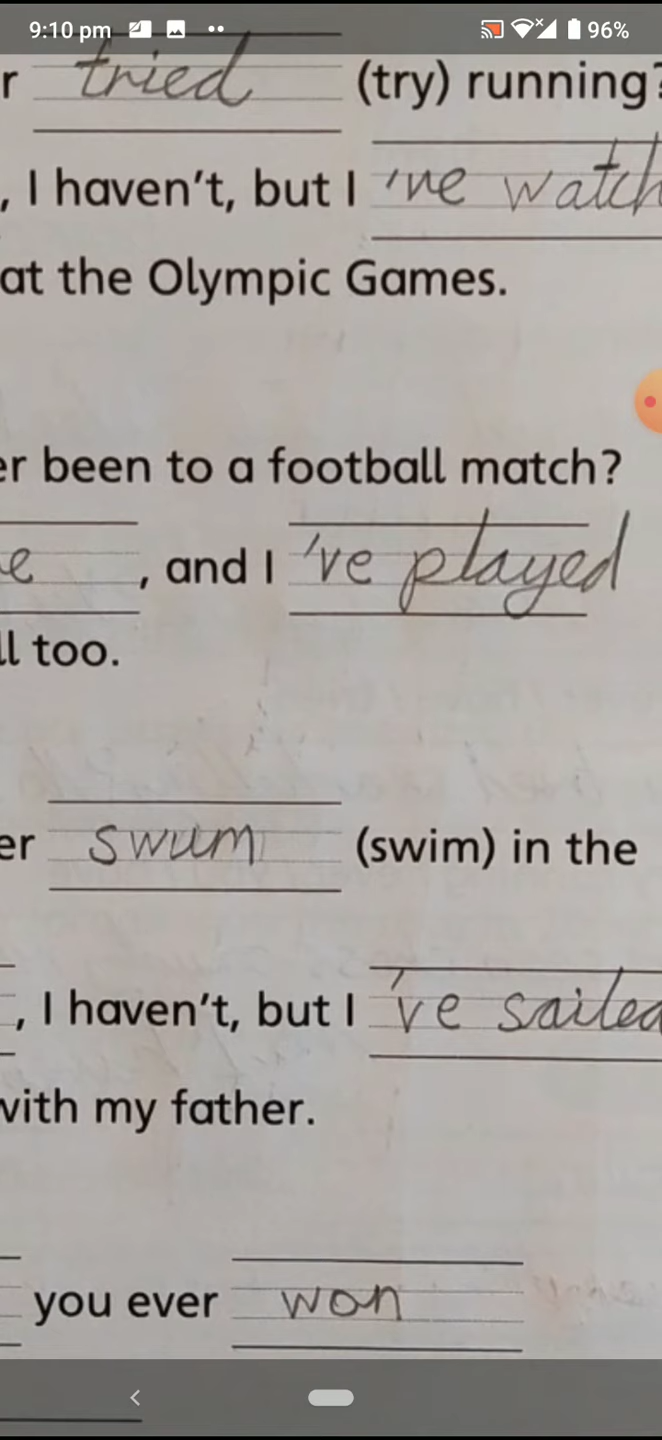 9:10 pm 96%
r tried (try) running?
, I haven't, but I 've watch
at the Olympic Games.
er been to a football match?
e , and I 've played
ll too.
er swum (swim) in the
, I haven't, but I 've sailed
with my father.
you ever won